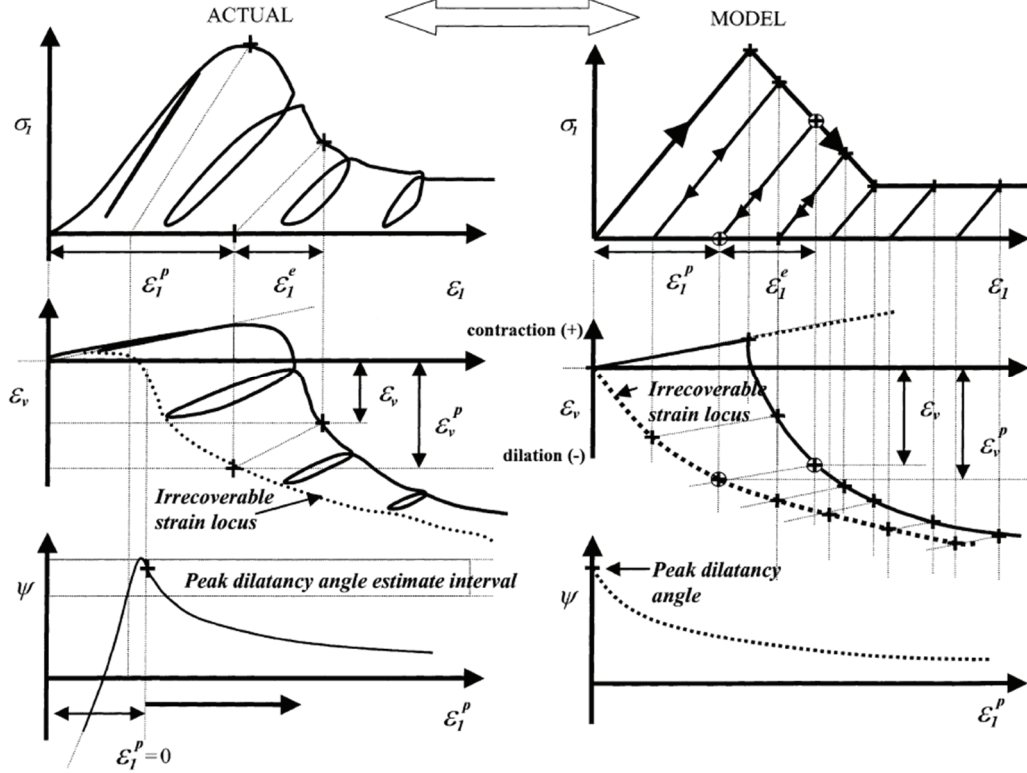 ACTUAL
MODEL
σ₁
ε₁ᵖ
ε₁ᵉ
ε₁
σ₁
ε₁ᵖ
ε₁ᵉ
ε₁
εᵥ
εᵥ
εᵥᵖ
Irrecoverable
strain locus
contraction (+)
εᵥ
dilation (-)
Irrecoverable
strain locus
εᵥ
εᵥᵖ
ψ
Peak dilatancy angle estimate interval
ε₁ᵖ
ε₁ᵖ=0
ψ
Peak dilatancy
angle
ε₁ᵖ